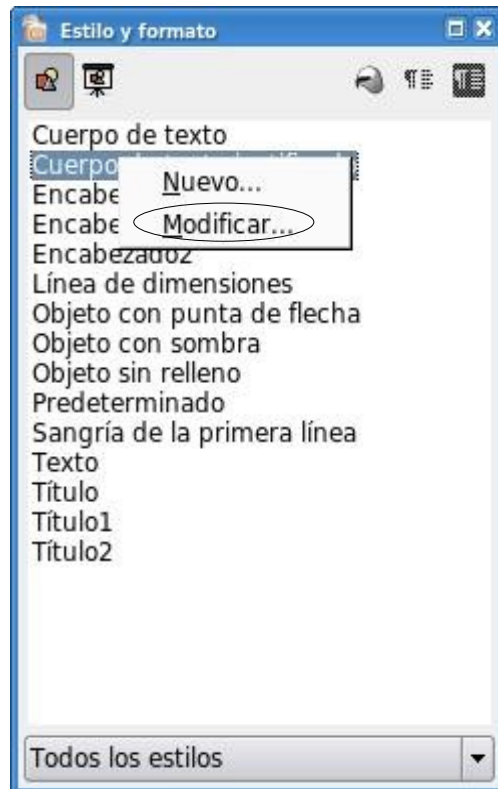 Estilo y formato
Cuerpo de texto
Cuerpo
Nuevo...
Encabe
Modificar...
Encabe
Encabezado2
Línea de dimensiones
Objeto con punta de flecha
Objeto con sombra
Objeto sin relleno
Predeterminado
Sangría de la primera línea
Texto
Título
Título1
Título2
Todos los estilos